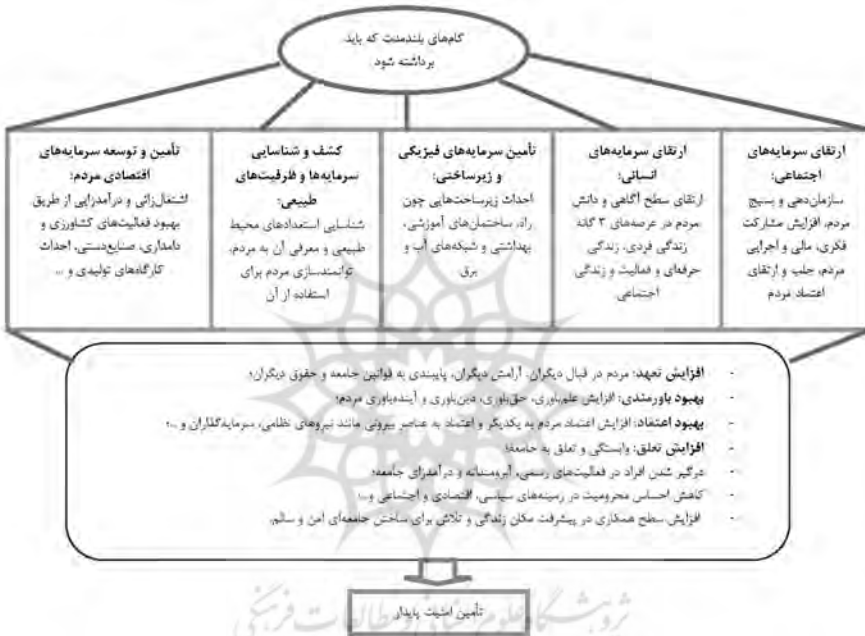 گام‌های بلندمدت که باید
برداشته شود
ارتقای سرمایه‌های
اجتماعی:
سازمان‌دهی و بسیج
مردم، افزایش مشارکت
فکری، مالی و اجرایی
مردم، جلب و ارتقای
اعتماد مردم
ارتقای سرمایه‌های
انسانی:
ارتقای سطح آگاهی و دانش
مردم در عرصه‌های ۳ گانه
زندگی فردی، زندگی
حرفه‌ای و فعالیت و زندگی
اجتماعی
تأمین سرمایه‌های فیزیکی
و زیرساختی:
احداث زیرساخت‌هایی چون
راه، ساختمان‌های آموزشی،
بهداشتی و شبکه‌های آب و
برق
کشف و شناسایی
سرمایه‌ها و ظرفیت‌های
طبیعی:
شناسایی استعدادهای محیط
طبیعی و معرفی آن به مردم،
توانمندسازی مردم برای
استفاده از آن
تأمین و توسعه سرمایه‌های
اقتصادی مردم:
اشتغال‌زائی و درآمدزایی از طریق
بهبود فعالیت‌های کشاورزی و
دامداری، صنایع‌دستی، احداث
کارگاه‌های تولیدی و ...
- افزایش تعهد: مردم در قبال دیگران، آرامش دیگران، پایبندی به قوانین جامعه و حقوق دیگران؛
- بهبود باورمندی: افزایش علم‌باوری، حق‌باوری، دین‌باوری و آینده‌باوری مردم؛
- بهبود اعتقاد: افزایش اعتماد مردم به یکدیگر و اعتماد به عناصر بیرونی مانند نیروهای نظامی، سرمایه‌گذاران و ...؛
- افزایش تعلق: وابستگی و تعلق به جامعه؛
- درگیر شدن افراد در فعالیت‌های رسمی، آبرومندانه و درآمدزای جامعه؛
- کاهش احساس محرومیت در زمینه‌های سیاسی، اقتصادی و اجتماعی و...؛
- افزایش سطح همکاری در پیشرفت مکان زندگی و تلاش برای ساختن جامعه‌ای امن و سالم.
تأمین امنیت پایدار
پژوهشگاه علوم انسانی و مطالعات فرهنگی